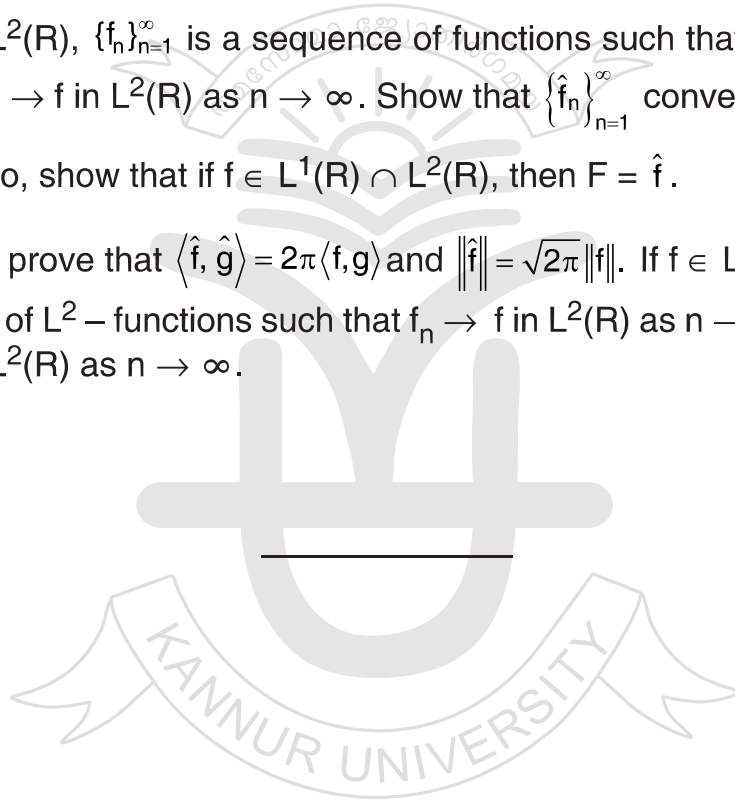 L²(R), {fₙ}ₙ₌₁^∞ is a sequence of functions such that
→ f in L²(R) as n → ∞. Show that {f̂ₙ}ₙ₌₁^∞ conve
o, show that if f ∈ L¹(R) ∩ L²(R), then F = f̂.
prove that ⟨f̂, ĝ⟩ = 2π⟨f,g⟩ and ‖f̂‖ = √2π ‖f‖. If f ∈ L
of L² – functions such that fₙ → f in L²(R) as n –
L²(R) as n → ∞.
KANNUR UNIVERSITY